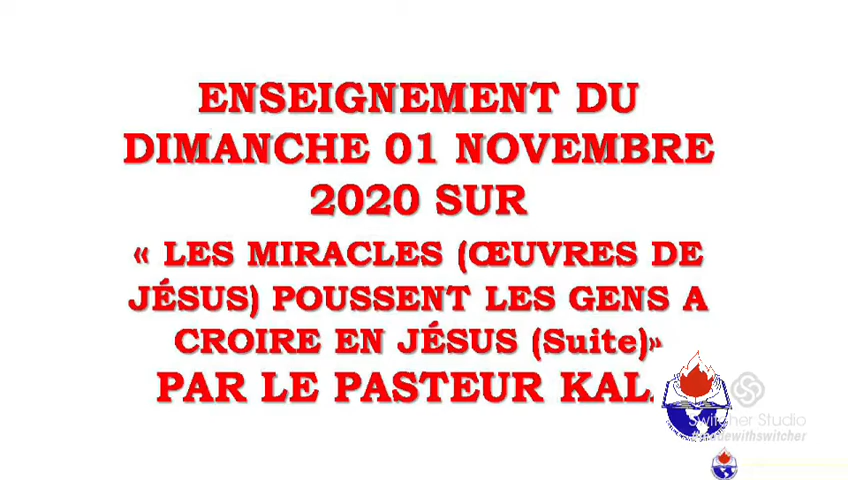 ENSEIGNEMENT DU
DIMANCHE 01 NOVEMBRE
2020 SUR
« LES MIRACLES (ŒUVRES DE
JÉSUS) POUSSENT LES GENS A
CROIRE EN JÉSUS (Suite)»
PAR LE PASTEUR
Switcher Studio
#madewithswitcher